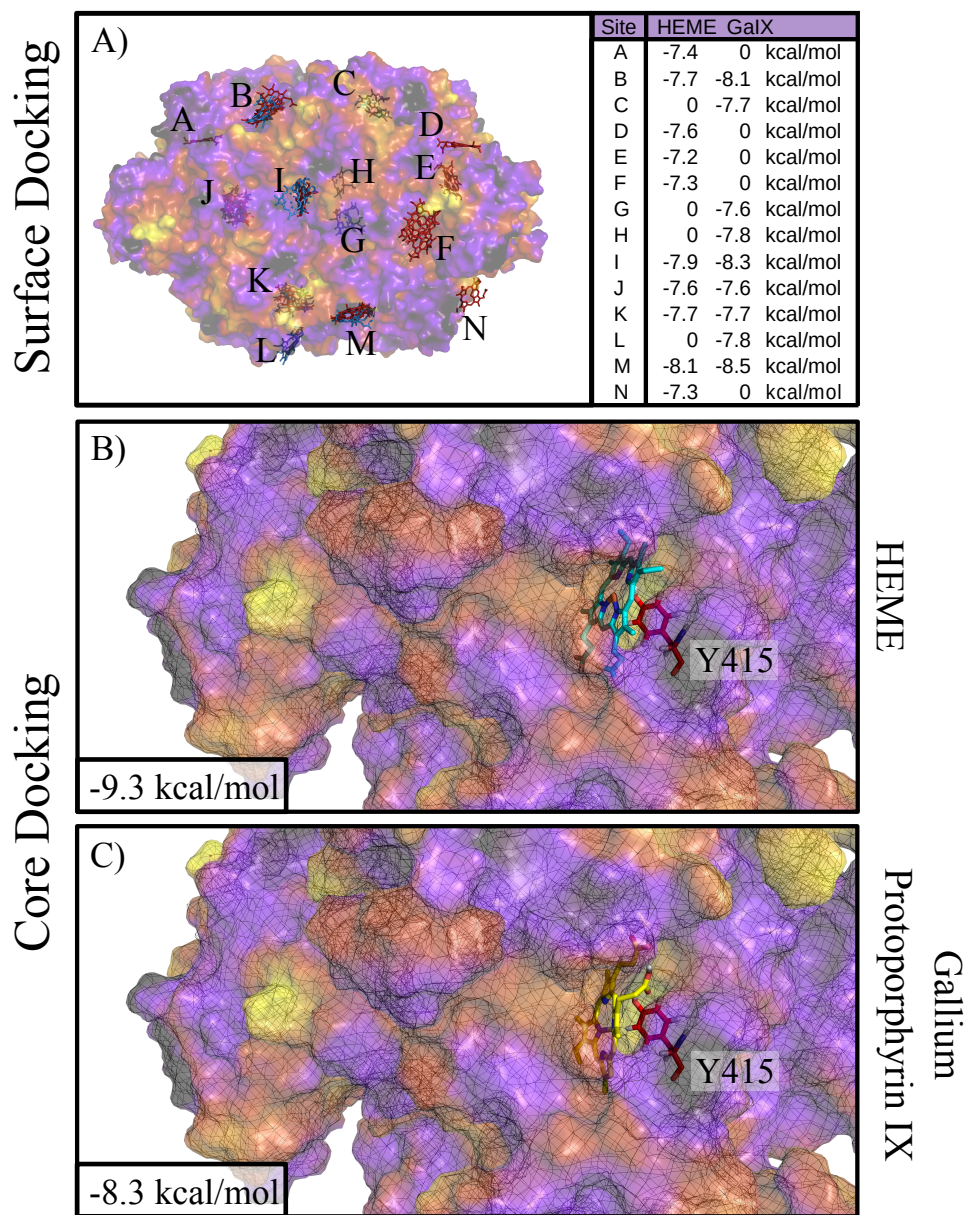 Surface Docking
A)
A
B
C
D
E
F
G
H
I
J
K
L
M
N
Site HEME GaIX
A -7.4 0 kcal/mol
B -7.7 -8.1 kcal/mol
C 0 -7.7 kcal/mol
D -7.6 0 kcal/mol
E -7.2 0 kcal/mol
F -7.3 0 kcal/mol
G 0 -7.6 kcal/mol
H 0 -7.8 kcal/mol
I -7.9 -8.3 kcal/mol
J -7.6 -7.6 kcal/mol
K -7.7 -7.7 kcal/mol
L 0 -7.8 kcal/mol
M -8.1 -8.5 kcal/mol
N -7.3 0 kcal/mol
Core Docking
B)
Y415
-9.3 kcal/mol
HEME
C)
Y415
-8.3 kcal/mol
Gallium
Protoporphyrin IX